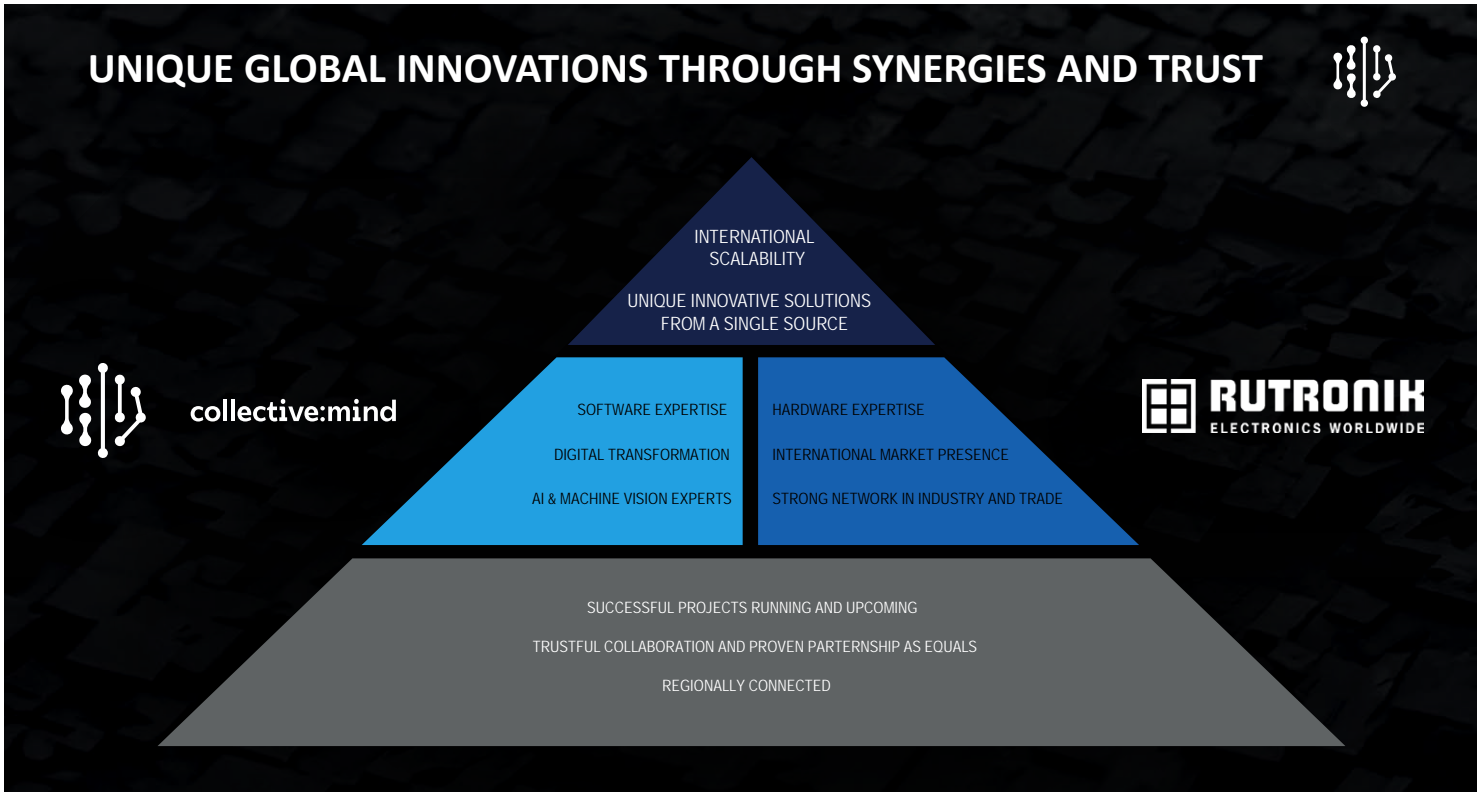 UNIQUE GLOBAL INNOVATIONS THROUGH SYNERGIES AND TRUST
INTERNATIONAL
SCALABILITY
UNIQUE INNOVATIVE SOLUTIONS
FROM A SINGLE SOURCE
collective:mind
SOFTWARE EXPERTISE
DIGITAL TRANSFORMATION
AI & MACHINE VISION EXPERTS
HARDWARE EXPERTISE
INTERNATIONAL MARKET PRESENCE
STRONG NETWORK IN INDUSTRY AND TRADE
RUTRONIK
ELECTRONICS WORLDWIDE
SUCCESSFUL PROJECTS RUNNING AND UPCOMING
TRUSTFUL COLLABORATION AND PROVEN PARTERNSHIP AS EQUALS
REGIONALLY CONNECTED